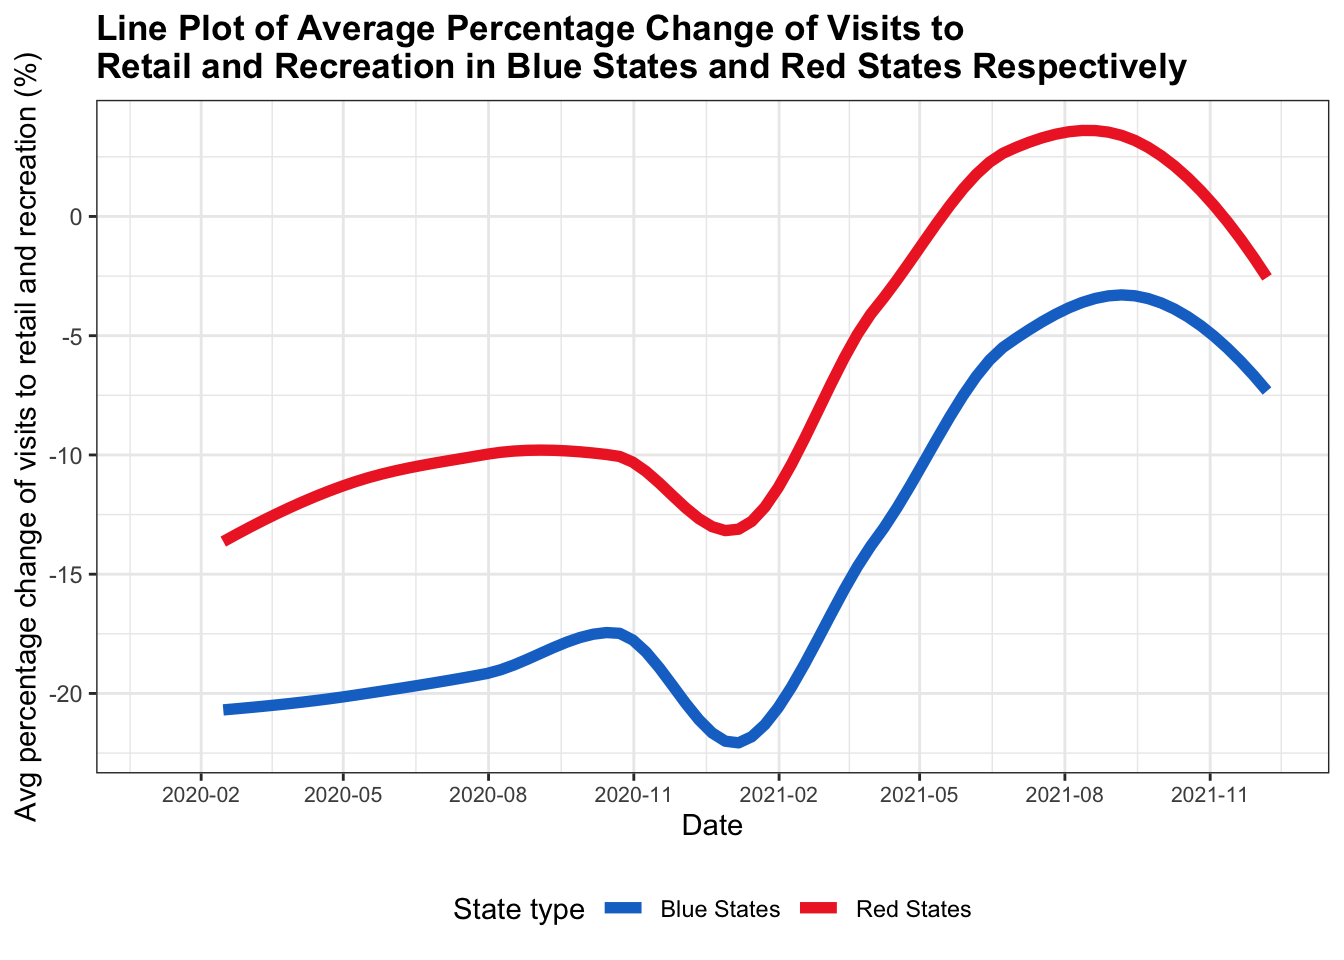 Line Plot of Average Percentage Change of Visits to
Retail and Recreation in Blue States and Red States Respectively
Avg percentage change of visits to retail and recreation (%)
0
-5
-10
-15
-20
2020-02 2020-05 2020-08 2020-11 2021-02 2021-05 2021-08 2021-11
Date
State type Blue States Red States